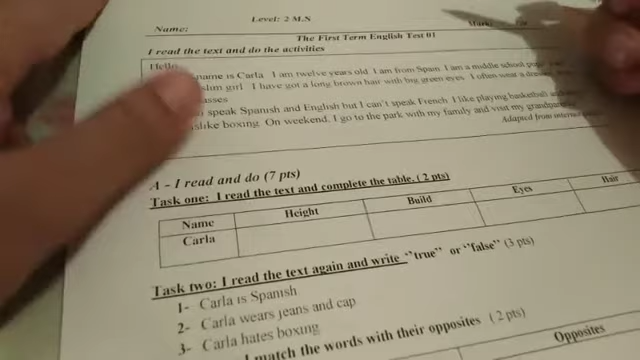 Level: 2 M.S
Name:
Mark:
The First Term English Test 01
I read the text and do the activities
Hello
name is Carla I am twelve years old I am from Spain I am a middle school
slim girl I have got a long brown hair with big green eyes I often wear a
speak Spanish and English but I can't speak French I like playing basketball
boxing. On weekend, I go to the park with my family and visit my
Adapted from
A - I read and do (7 pts)
Task one: I read the text and complete the table. ( 2 pts)
Name Height Build Eyes Hair
Carla
Task two: I read the text again and write “true” or “false” (3 pts)
1- Carla is Spanish
2- Carla wears jeans and cap
3- Carla hates boxing
I match the words with their opposites ( 2 pts)
Opposites